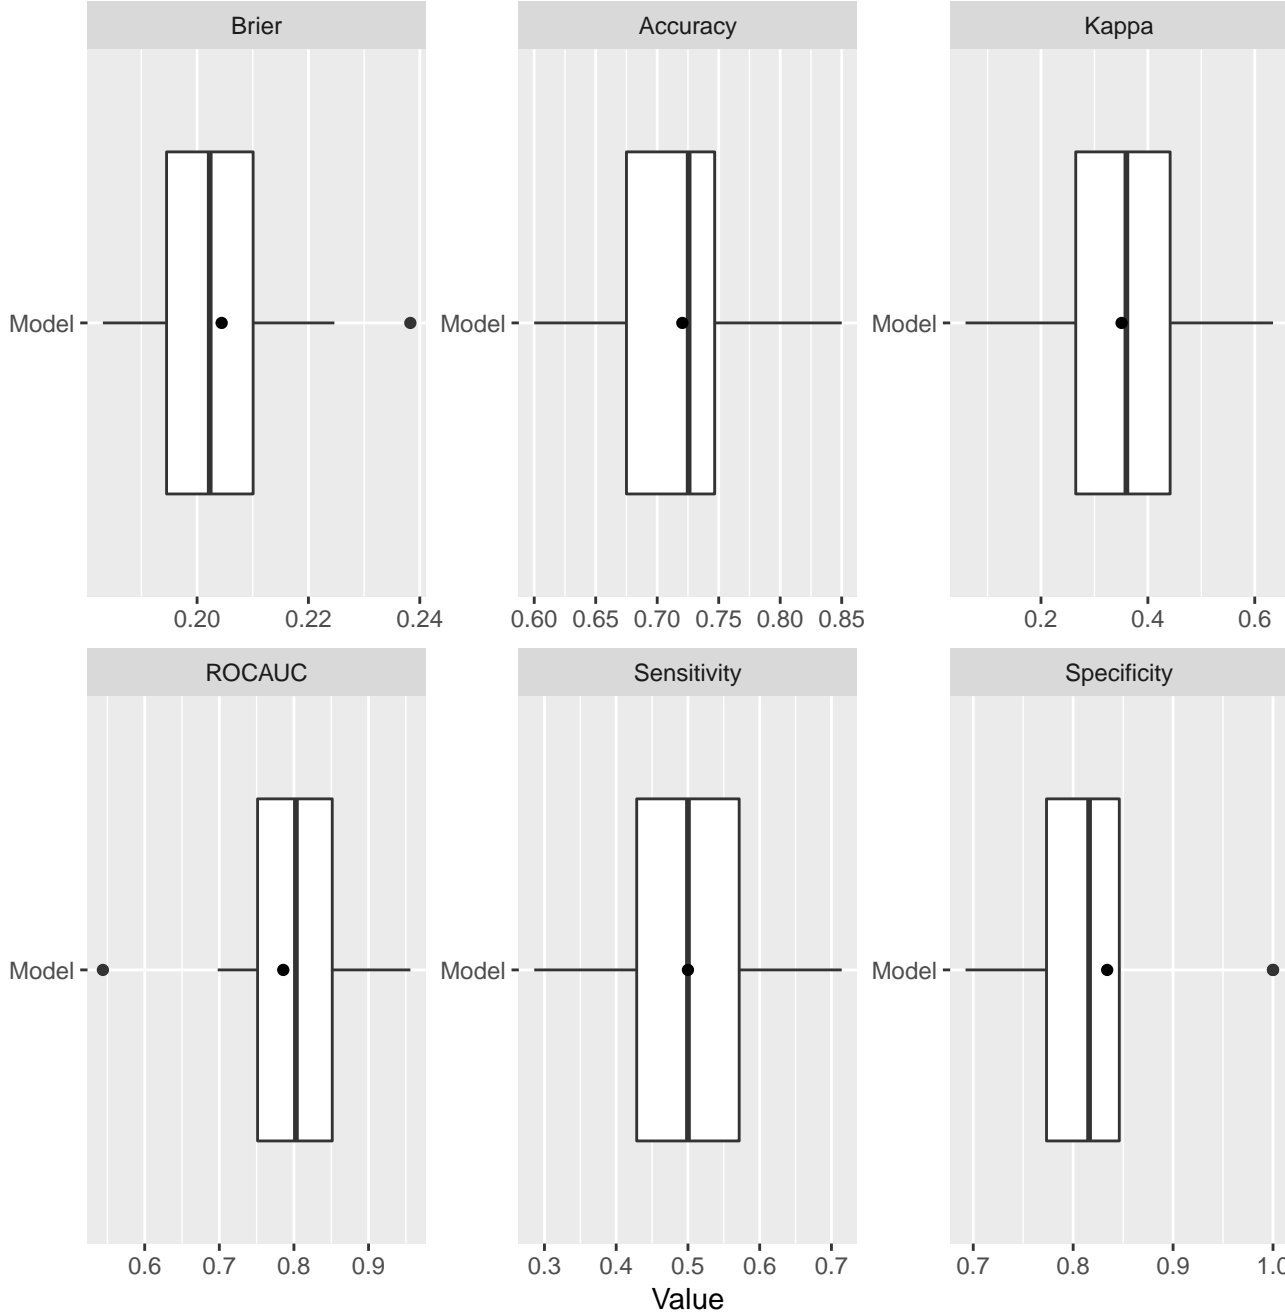 Brier Accuracy Kappa
Model Model Model
0.20 0.22 0.24 0.60 0.65 0.70 0.75 0.80 0.85 0.2 0.4 0.6
ROCAUC Sensitivity Specificity
Model Model Model
0.6 0.7 0.8 0.9 0.3 0.4 0.5 0.6 0.7 0.7 0.8 0.9 1.0
Value